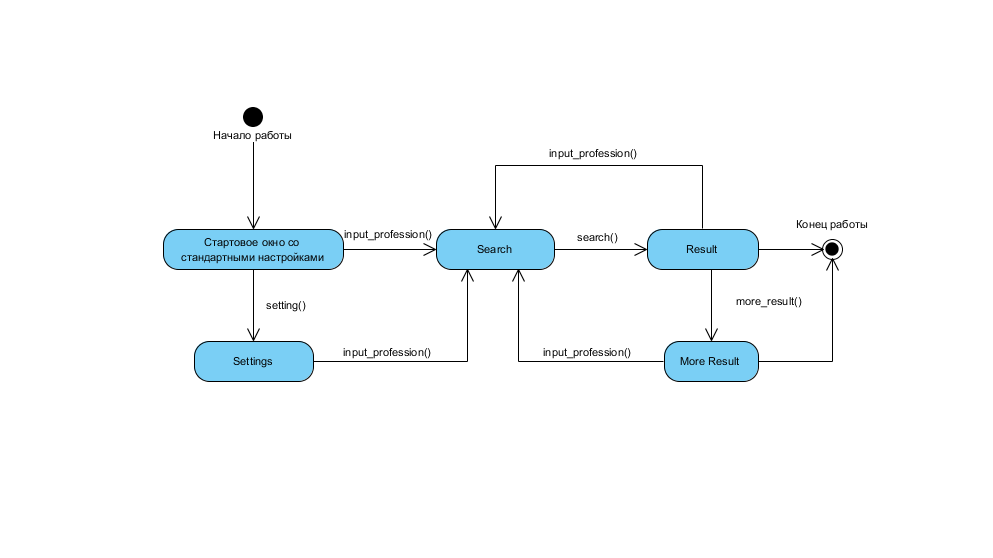 Начало работы
input_profession()
Конец работы
Стартовое окно со
стандартными настройками
input_profession()
Search
search()
Result
setting()
more_result()
Settings
input_profession()
input_profession()
More Result